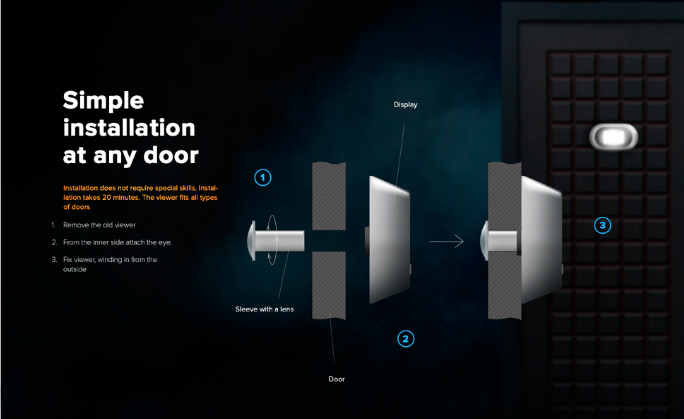 Simple
installation
at any door
Installation does not require special skills. Instal-
lation takes 20 minutes. The viewer fits all types
of doors
1. Remove the old viewer
2. From the inner side attach the eye.
3. Fix viewer, winding in from the
outside
Display
1
Sleeve with a lens
Door
2
3